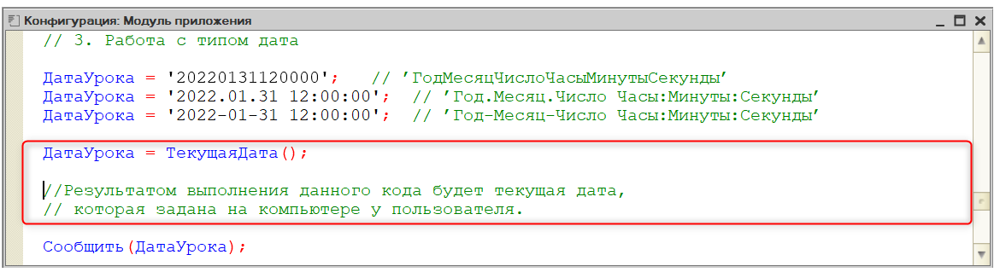 Конфигурация: Модуль приложения
// 3. Работа с типом дата
ДатаУрока = '20220131120000';   // ’ГодМесяцЧислоЧасыМинутыСекунды’
ДатаУрока = '2022.01.31 12:00:00';  // ’Год.Месяц.Число Часы:Минуты:Секунды’
ДатаУрока = '2022-01-31 12:00:00';  // ’Год-Месяц-Число Часы:Минуты:Секунды’
ДатаУрока = ТекущаяДата();
//Результатом выполнения данного кода будет текущая дата,
// которая задана на компьютере у пользователя.
Сообщить(ДатаУрока);